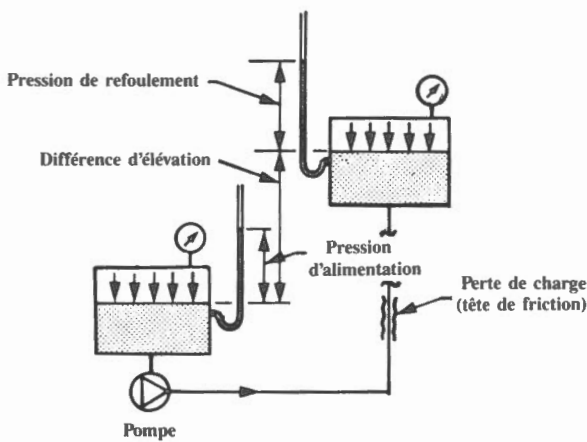 Pression de refoulement
Différence d'élévation
Pression
d'alimentation
Perte de charge
(tête de friction)
Pompe